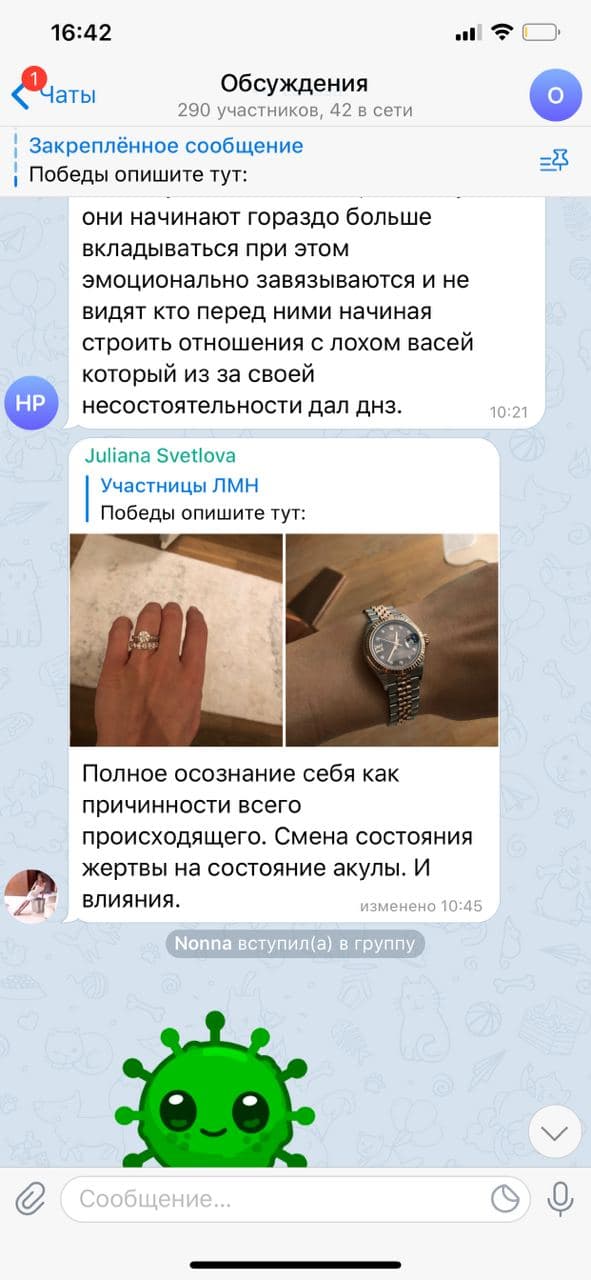 16:42
1
Чаты
Обсуждения
290 участников, 42 в сети
О
Закреплённое сообщение
Победы опишите тут:
они начинают гораздо больше
вкладываться при этом
эмоционально завязываются и не
видят кто перед ними начиная
строить отношения с лохом васей
который из за своей
несостоятельности дал днз.
10:21
НР
Juliana Svetlova
Участницы ЛМН
Победы опишите тут:
Полное осознание себя как
причинности всего
происходящего. Смена состояния
жертвы на состояние акулы. И
влияния.
изменено 10:45
Nonna вступил(а) в группу
Сообщение...